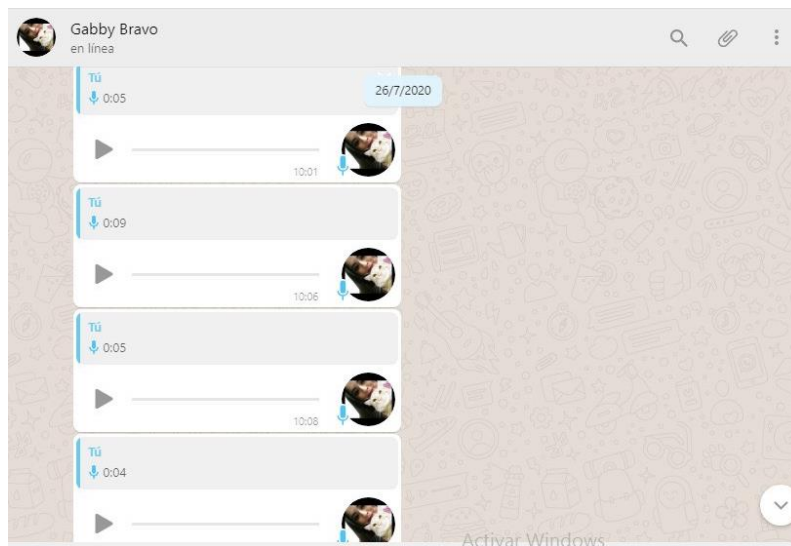 Gabby Bravo
en línea
26/7/2020
Tú
0:05
10:01
Tú
0:09
10:06
Tú
0:05
10:08
Tú
0:04
Activar Windows